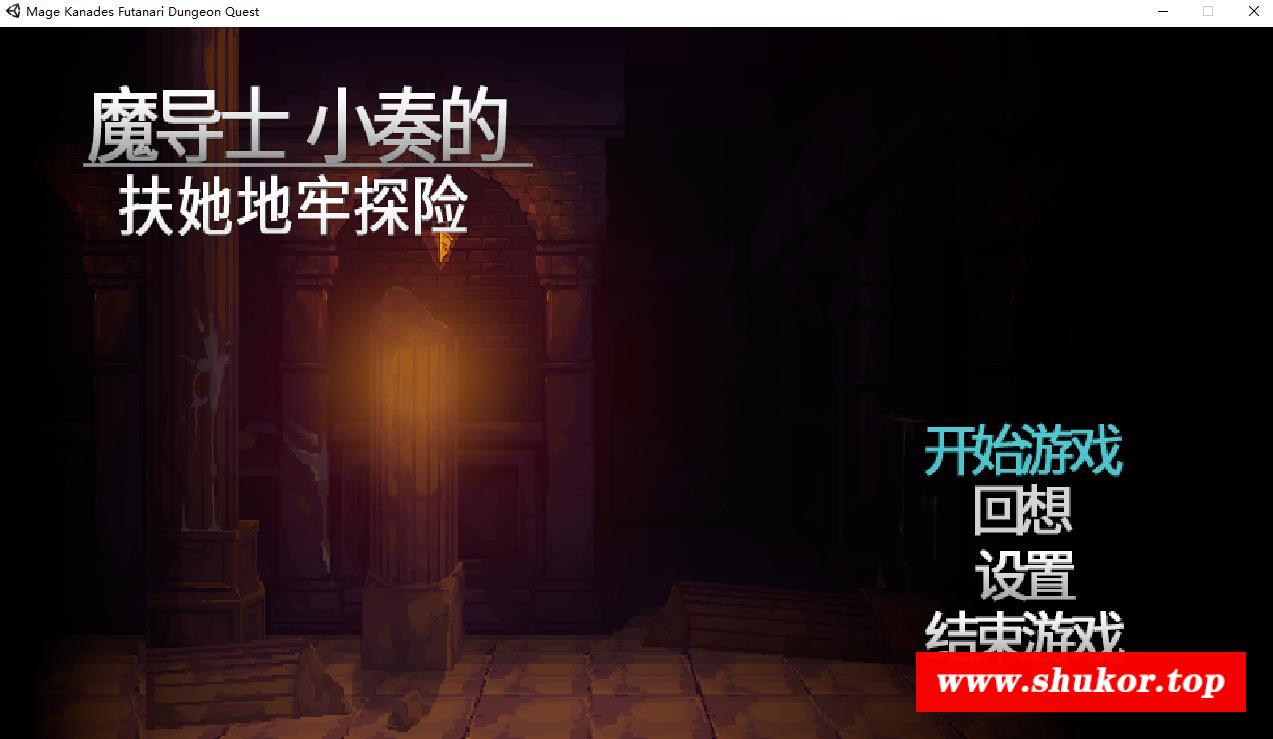 Mage Kanades Futanari Dungeon Quest
魔导士 小奏的
扶她地牢探险
开始游戏
回想
设置
结束游戏
www.shukor.top